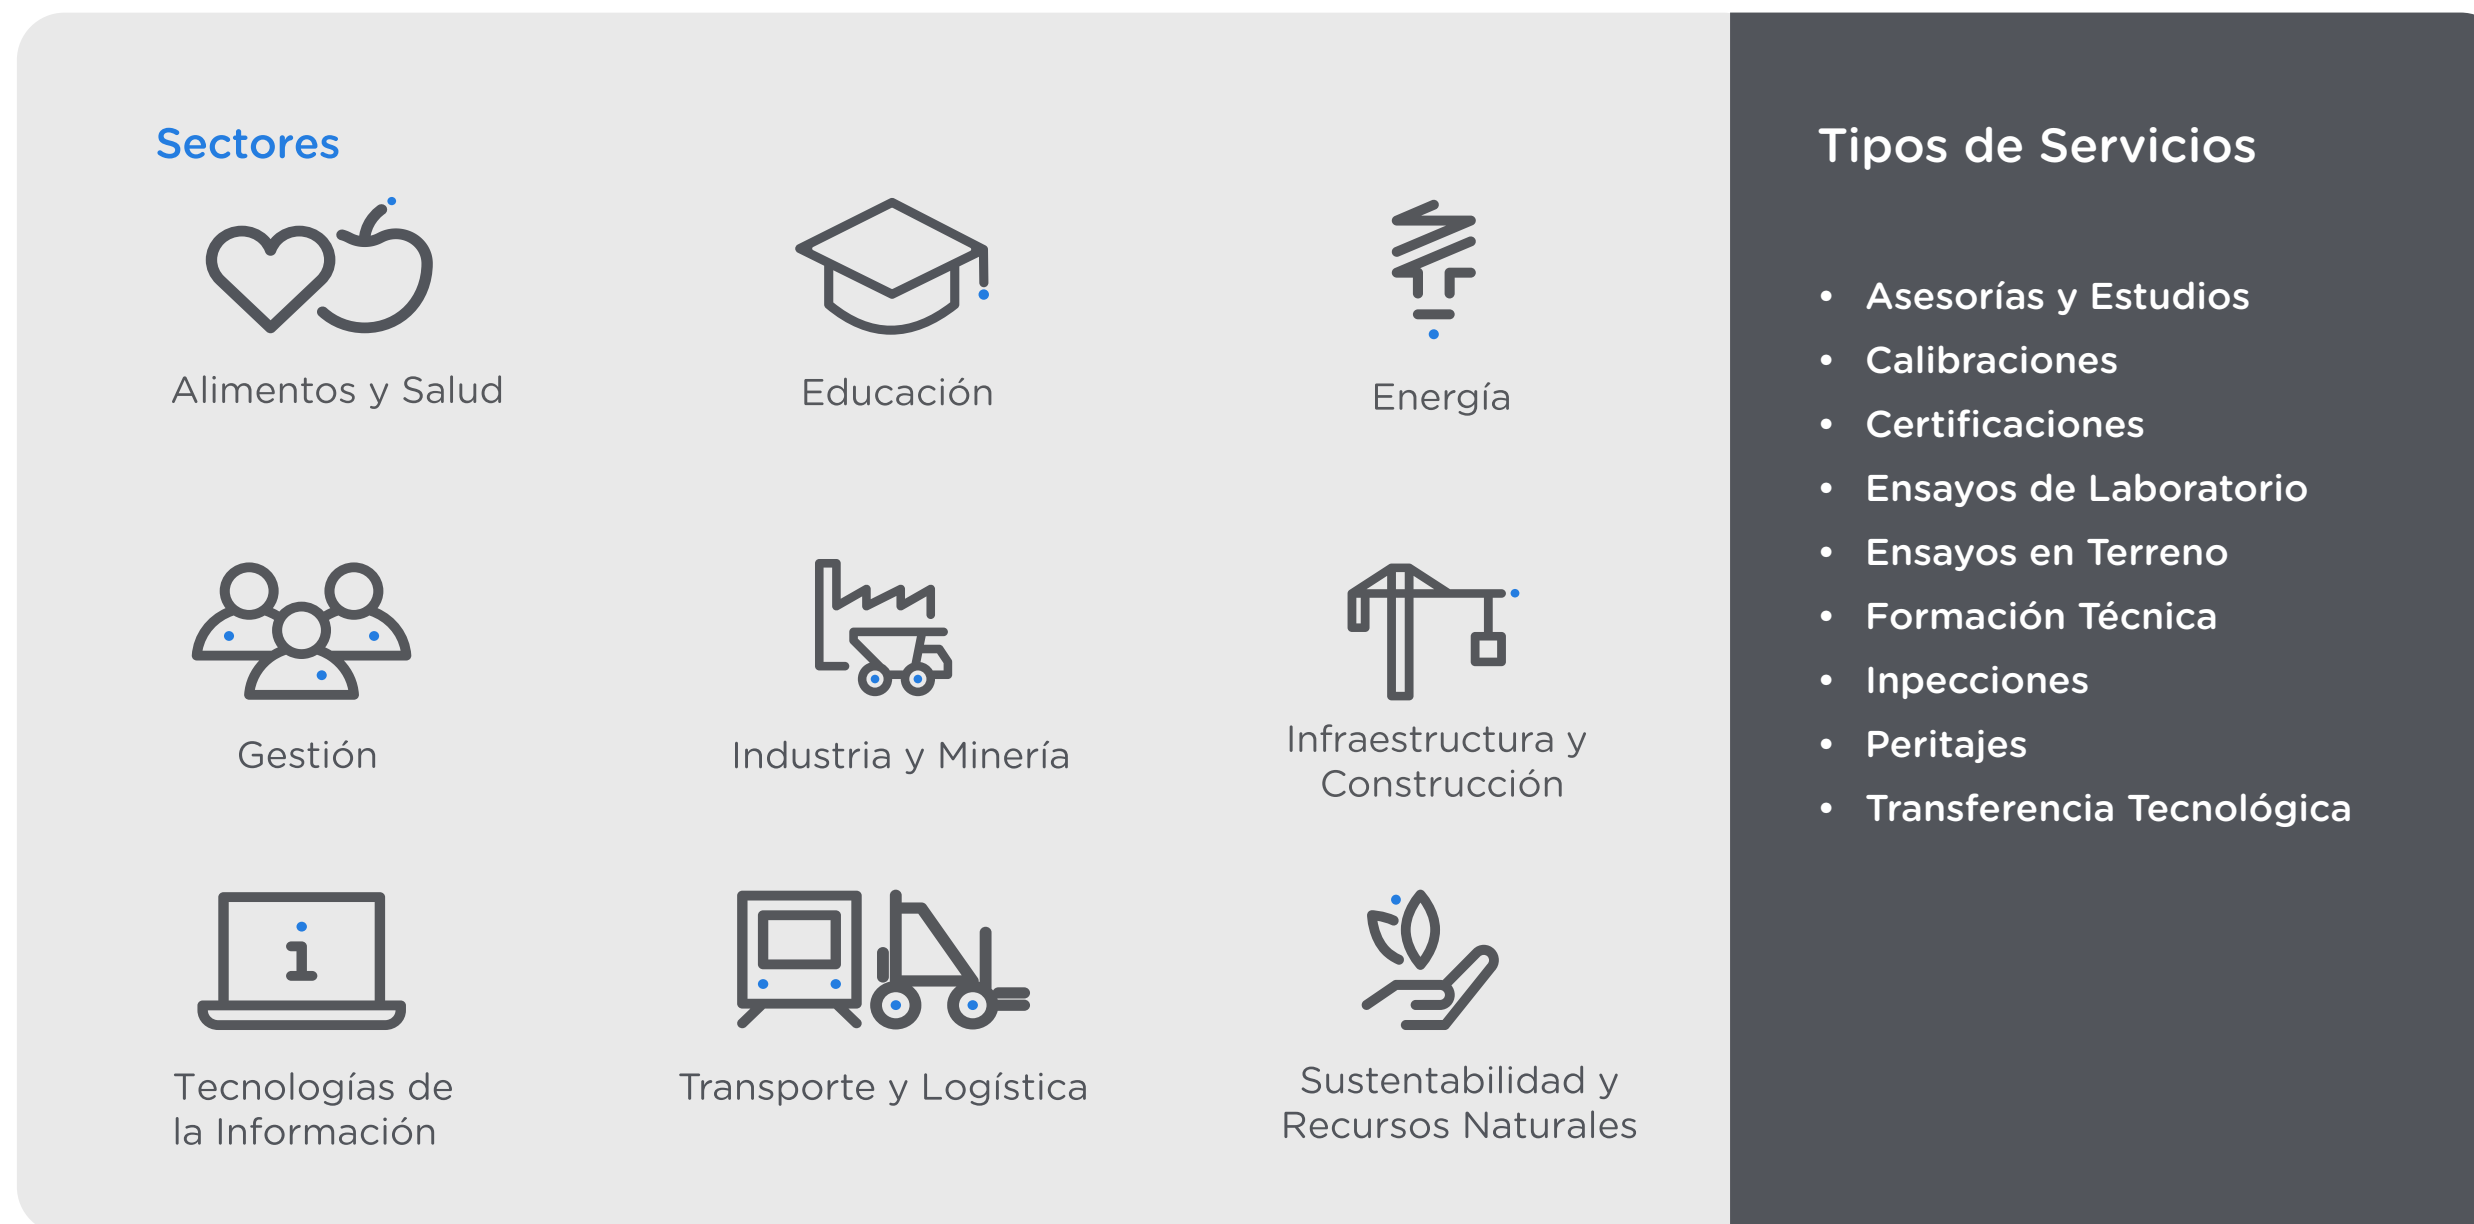 Sectores
Alimentos y Salud
Educación
Energía
Gestión
Industria y Minería
Infraestructura y
Construcción
Tecnologías de
la Información
Transporte y Logística
Sustentabilidad y
Recursos Naturales
Tipos de Servicios
• Asesorías y Estudios
• Calibraciones
• Certificaciones
• Ensayos de Laboratorio
• Ensayos en Terreno
• Formación Técnica
• Inpecciones
• Peritajes
• Transferencia Tecnológica